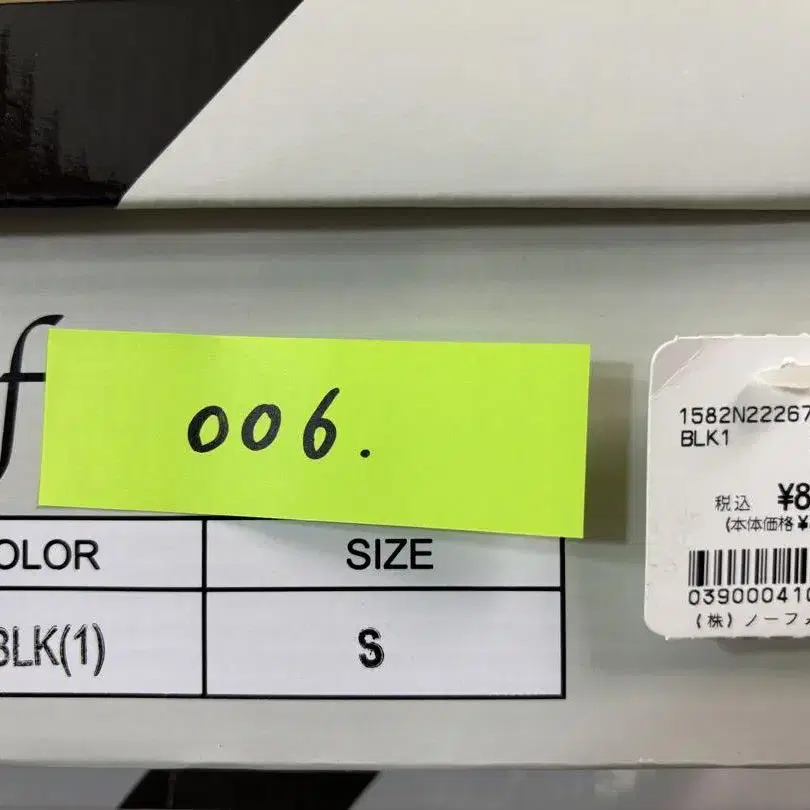 f
006.
OLOR SIZE
BLK(1) S
1582N22267
BLK1
税込 ¥8
(本体価格¥
039000410
(株)ノーフ